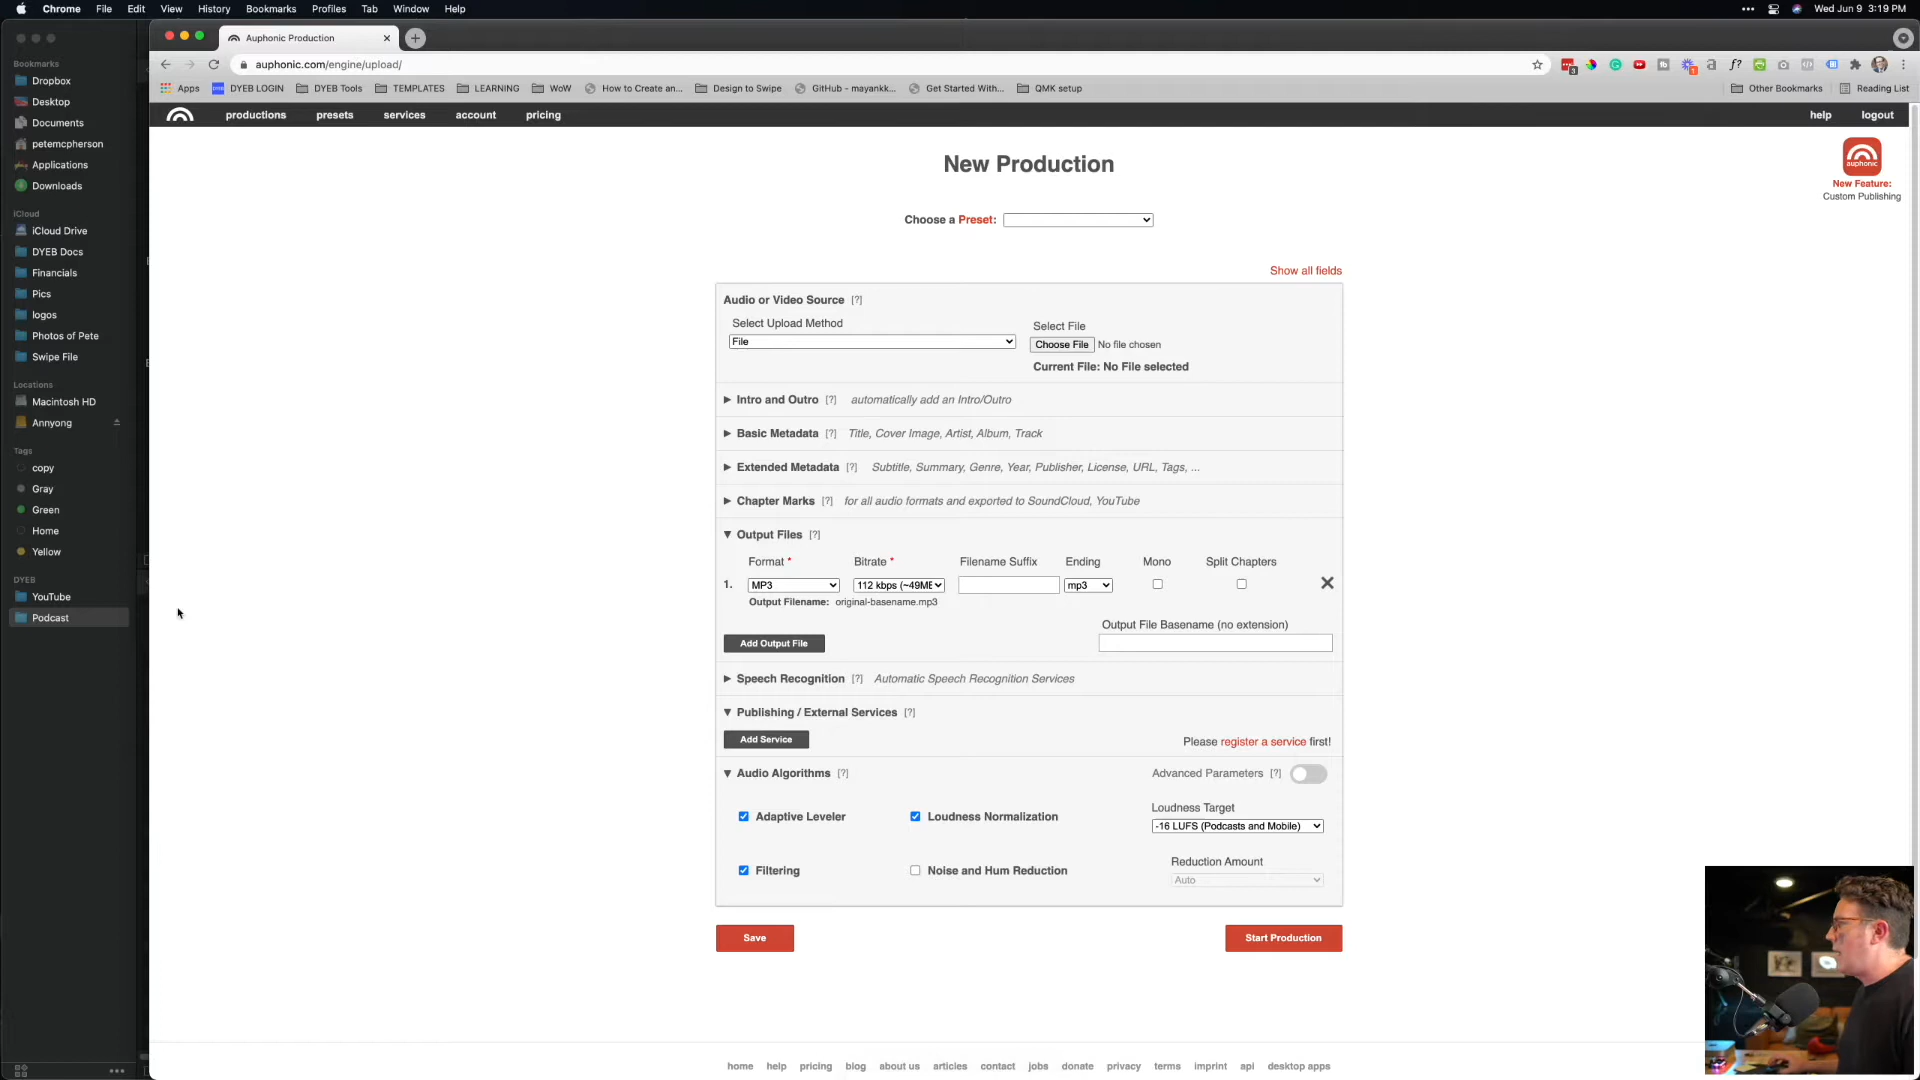 Chrome File Edit View History Bookmarks Profiles Tab Window Help
Wed Jun 9 3:19 PM
Bookmarks
Dropbox
Desktop
Documents
petemcpherson
Applications
Downloads
iCloud
iCloud Drive
DYEB Docs
Financials
Pics
logos
Photos of Pete
Swipe File
Locations
Macintosh HD
Annyong
Tags
copy
Gray
Green
Home
Yellow
DYEB
YouTube
Podcast
Auphonic Production
auphonic.com/engine/upload/
Apps DYEB LOGIN DYEB Tools TEMPLATES LEARNING WoW How to Create an... Design to Swipe GitHub - mayankk... Get Started With... QMK setup Other Bookmarks Reading List
productions presets services account pricing help logout
New Production
auphonic
New Feature:
Custom Publishing
Choose a Preset:
Show all fields
Audio or Video Source [?]
Select Upload Method
File
Select File
Choose File No file chosen
Current File: No File selected
Intro and Outro [?] automatically add an Intro/Outro
Basic Metadata [?] Title, Cover Image, Artist, Album, Track
Extended Metadata [?] Subtitle, Summary, Genre, Year, Publisher, License, URL, Tags, ...
Chapter Marks [?] for all audio formats and exported to SoundCloud, YouTube
Output Files [?]
Format * Bitrate * Filename Suffix Ending Mono Split Chapters
1. MP3 112 kbps (~49ME mp3
Output Filename: original-basename.mp3
Output File Basename (no extension)
Add Output File
Speech Recognition [?] Automatic Speech Recognition Services
Publishing / External Services [?]
Add Service Please register a service first!
Audio Algorithms [?] Advanced Parameters [?]
Adaptive Leveler Loudness Normalization
Loudness Target
-16 LUFS (Podcasts and Mobile)
Filtering Noise and Hum Reduction
Reduction Amount
Auto
Save Start Production
home help pricing blog about us articles contact jobs donate privacy terms imprint api desktop apps